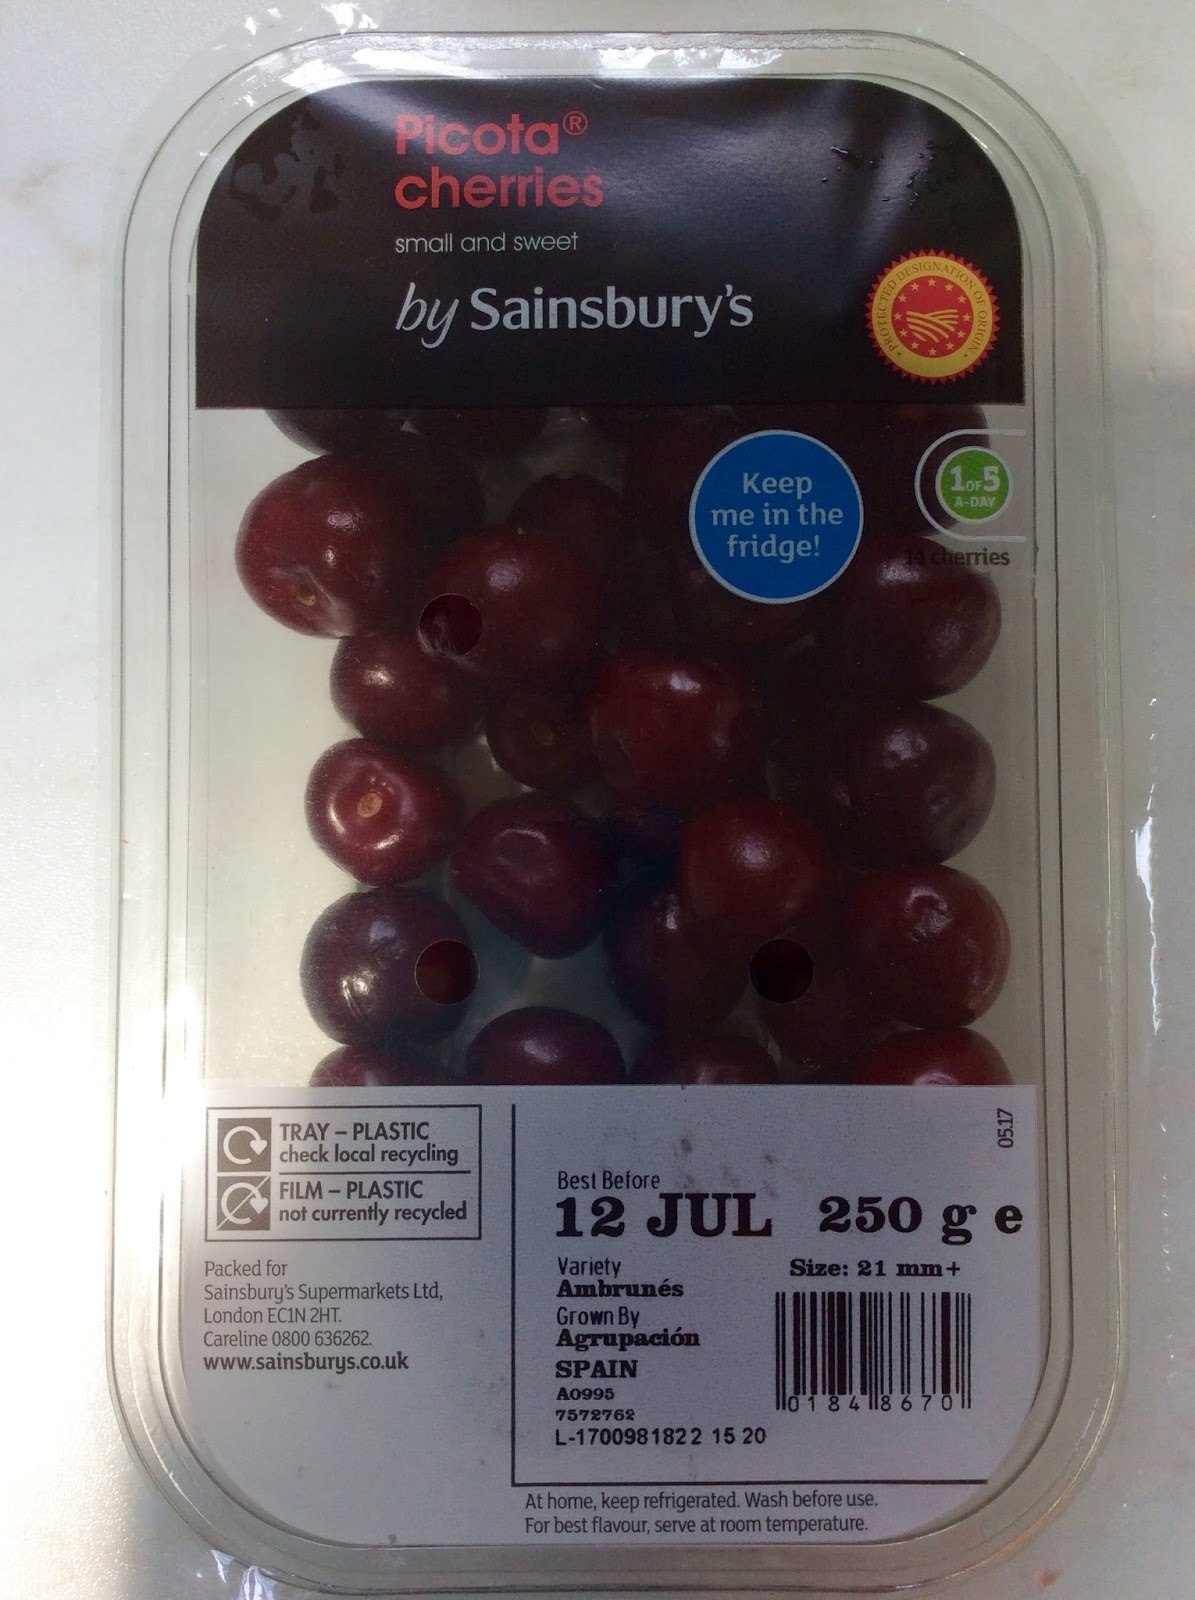 Picota®
cherries
small and sweet
by Sainsbury's
PROTECTED DESIGNATION OF ORIGIN
Keep
me in the
fridge!
1 OF 5
A-DAY
14 cherries
05.17
TRAY – PLASTIC
check local recycling
FILM – PLASTIC
not currently recycled
Packed for
Sainsbury's Supermarkets Ltd,
London EC1N 2HT.
Careline 0800 636262.
www.sainsburys.co.uk
Best Before
12 JUL 250 g e
Variety
Ambrunés
Size: 21 mm+
Grown By
Agrupación
SPAIN
A0995
7572762
L-1700981822 15 20
0184 8670
At home, keep refrigerated. Wash before use.
For best flavour, serve at room temperature.